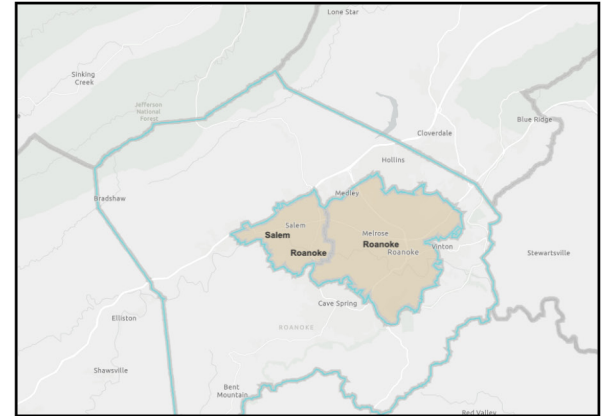 Lone Star
Sinking
Creek
Jefferson
National
Forest
Blue Ridge
Cloverdale
Hollins
Bradshaw
Medley
Salem
Salem
Melrose
Roanoke
Roanoke
Roanoke
Vinton
Stewartsville
Cave Spring
Elliston
ROANOKE
Shawsville
Bent
Mountain
Red Valley